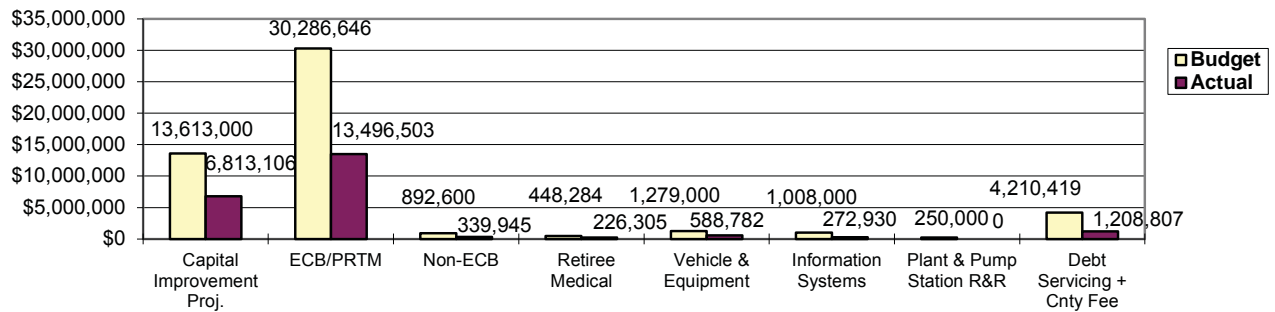 $35,000,000
$30,000,000
$25,000,000
$20,000,000
$15,000,000
$10,000,000
$5,000,000
$0
13,613,000
6,813,106
30,286,646
13,496,503
892,600
339,945
448,284
226,305
1,279,000
588,782
1,008,000
272,930
250,000
0
4,210,419
1,208,807
Capital
Improvement
Proj.
ECB/PRTM
Non-ECB
Retiree
Medical
Vehicle &
Equipment
Information
Systems
Plant & Pump
Station R&R
Debt
Servicing +
Cnty Fee
Budget
Actual